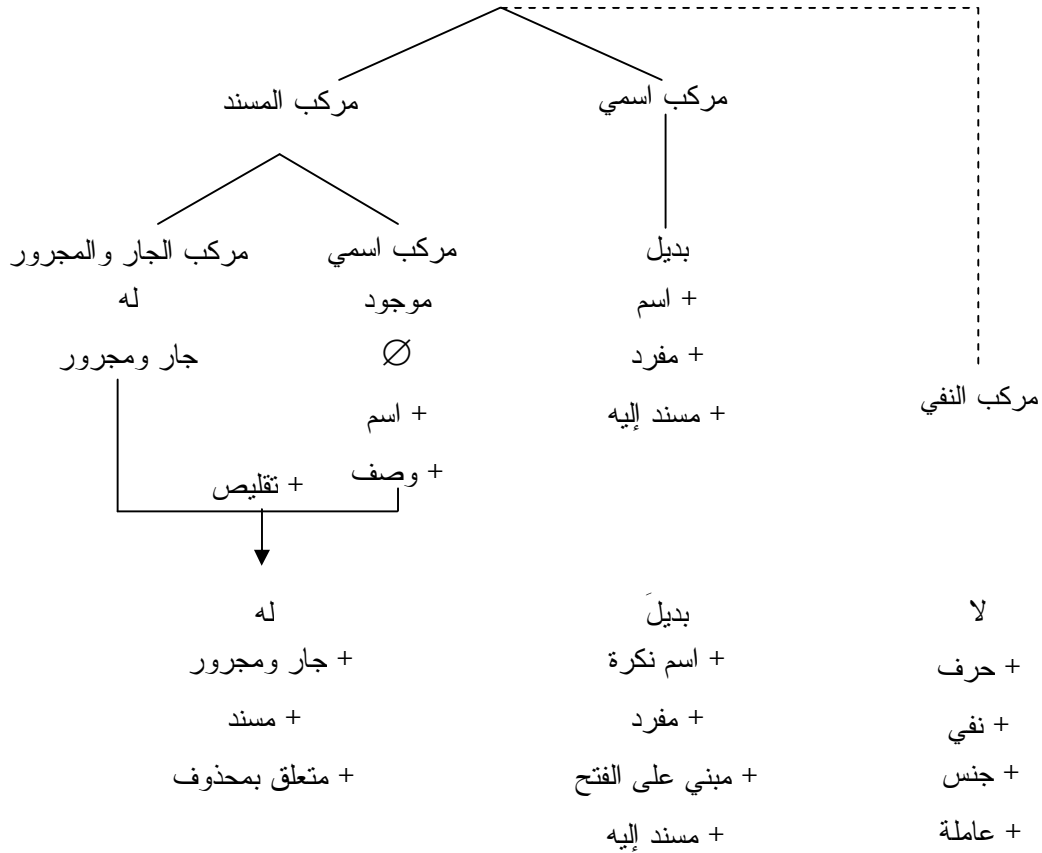 مركب اسمي
مركب المسند
بديل
مركب اسمي
مركب الجار والمجرور
+ اسم
موجود
له
+ مفرد
∅
جار ومجرور
مركب النفي
+ مسند إليه
+ اسم
+ وصف
+ تقليص
لا
بديلَ
له
+ حرف
+ اسم نكرة
+ جار ومجرور
+ نفي
+ مفرد
+ مسند
+ جنس
+ مبني على الفتح
+ متعلق بمحذوف
+ عاملة
+ مسند إليه